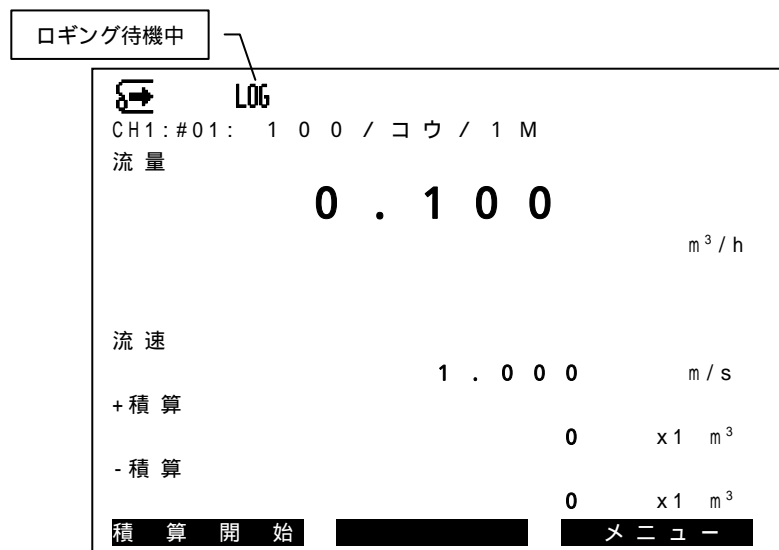 ロギング待機中
LOG
CH1:#01: 100/コウ/1M
流量
0.100
m³/h
流速
1.000 m/s
+積算
0 x1 m³
-積算
0 x1 m³
積算開始 メニュー